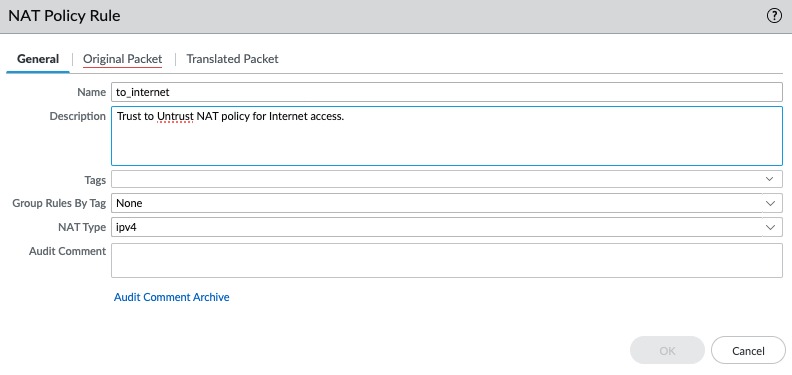 NAT Policy Rule
General Original Packet Translated Packet
Name to_internet
Description Trust to Untrust NAT policy for Internet access.
Tags
Group Rules By Tag None
NAT Type ipv4
Audit Comment
Audit Comment Archive
OK Cancel